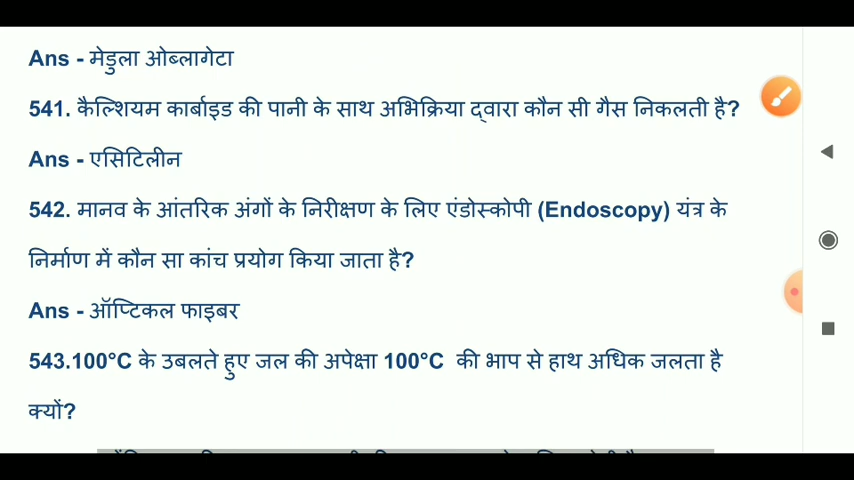 Ans - मेडुला ओब्लागेटा
541. कैल्शियम कार्बाइड की पानी के साथ अभिक्रिया द्वारा कौन सी गैस निकलती है?
Ans - एसिटिलीन
542. मानव के आंतरिक अंगों के निरीक्षण के लिए एंडोस्कोपी (Endoscopy) यंत्र के
निर्माण में कौन सा कांच प्रयोग किया जाता है?
Ans - ऑप्टिकल फाइबर
543.100°C के उबलते हुए जल की अपेक्षा 100°C की भाप से हाथ अधिक जलता है
क्यों?